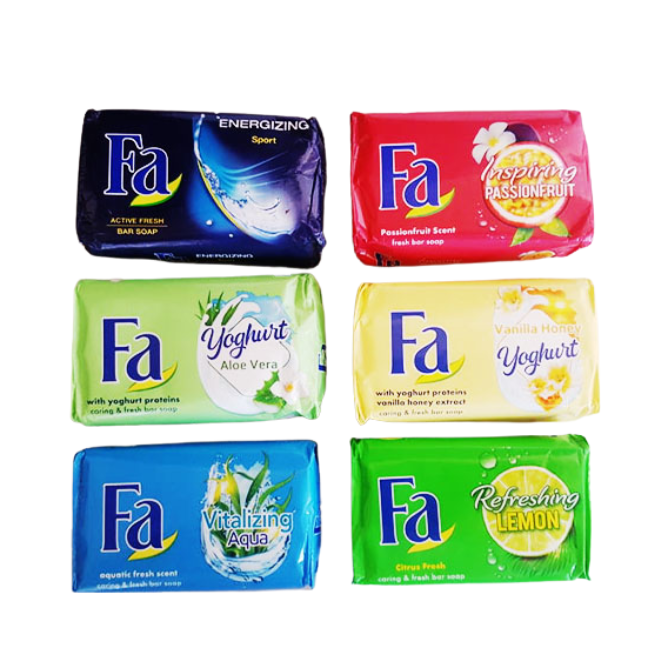 Fa
ENERGIZING
Sport
ACTIVE FRESH
BAR SOAP
ENERGIZING
Fa
Inspiring
PASSIONFRUIT
Passionfruit Scent
fresh bar soap
Fa
Fa
Yoghurt
Aloe Vera
with yoghurt proteins
caring & fresh bar soap
Fa
Vanilla Honey
Yoghurt
with yoghurt proteins
vanilla honey extract
caring & fresh bar soap
Fa
Vitalizing
Aqua
aquatic fresh scent
caring & fresh bar soap
Fa
Refreshing
LEMON
Citrus Fresh
caring & fresh bar soap